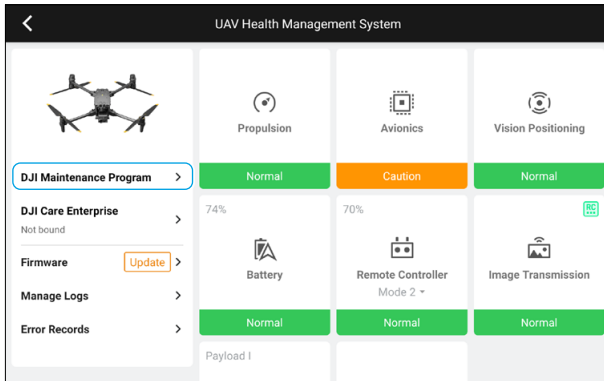 UAV Health Management System
DJI Maintenance Program
DJI Care Enterprise
Not bound
Firmware
Update
Manage Logs
Error Records
Propulsion
Normal
Avionics
Caution
Vision Positioning
Normal
74%
Battery
Normal
70%
Remote Controller
Mode 2
Normal
RC
Image Transmission
Normal
Payload I